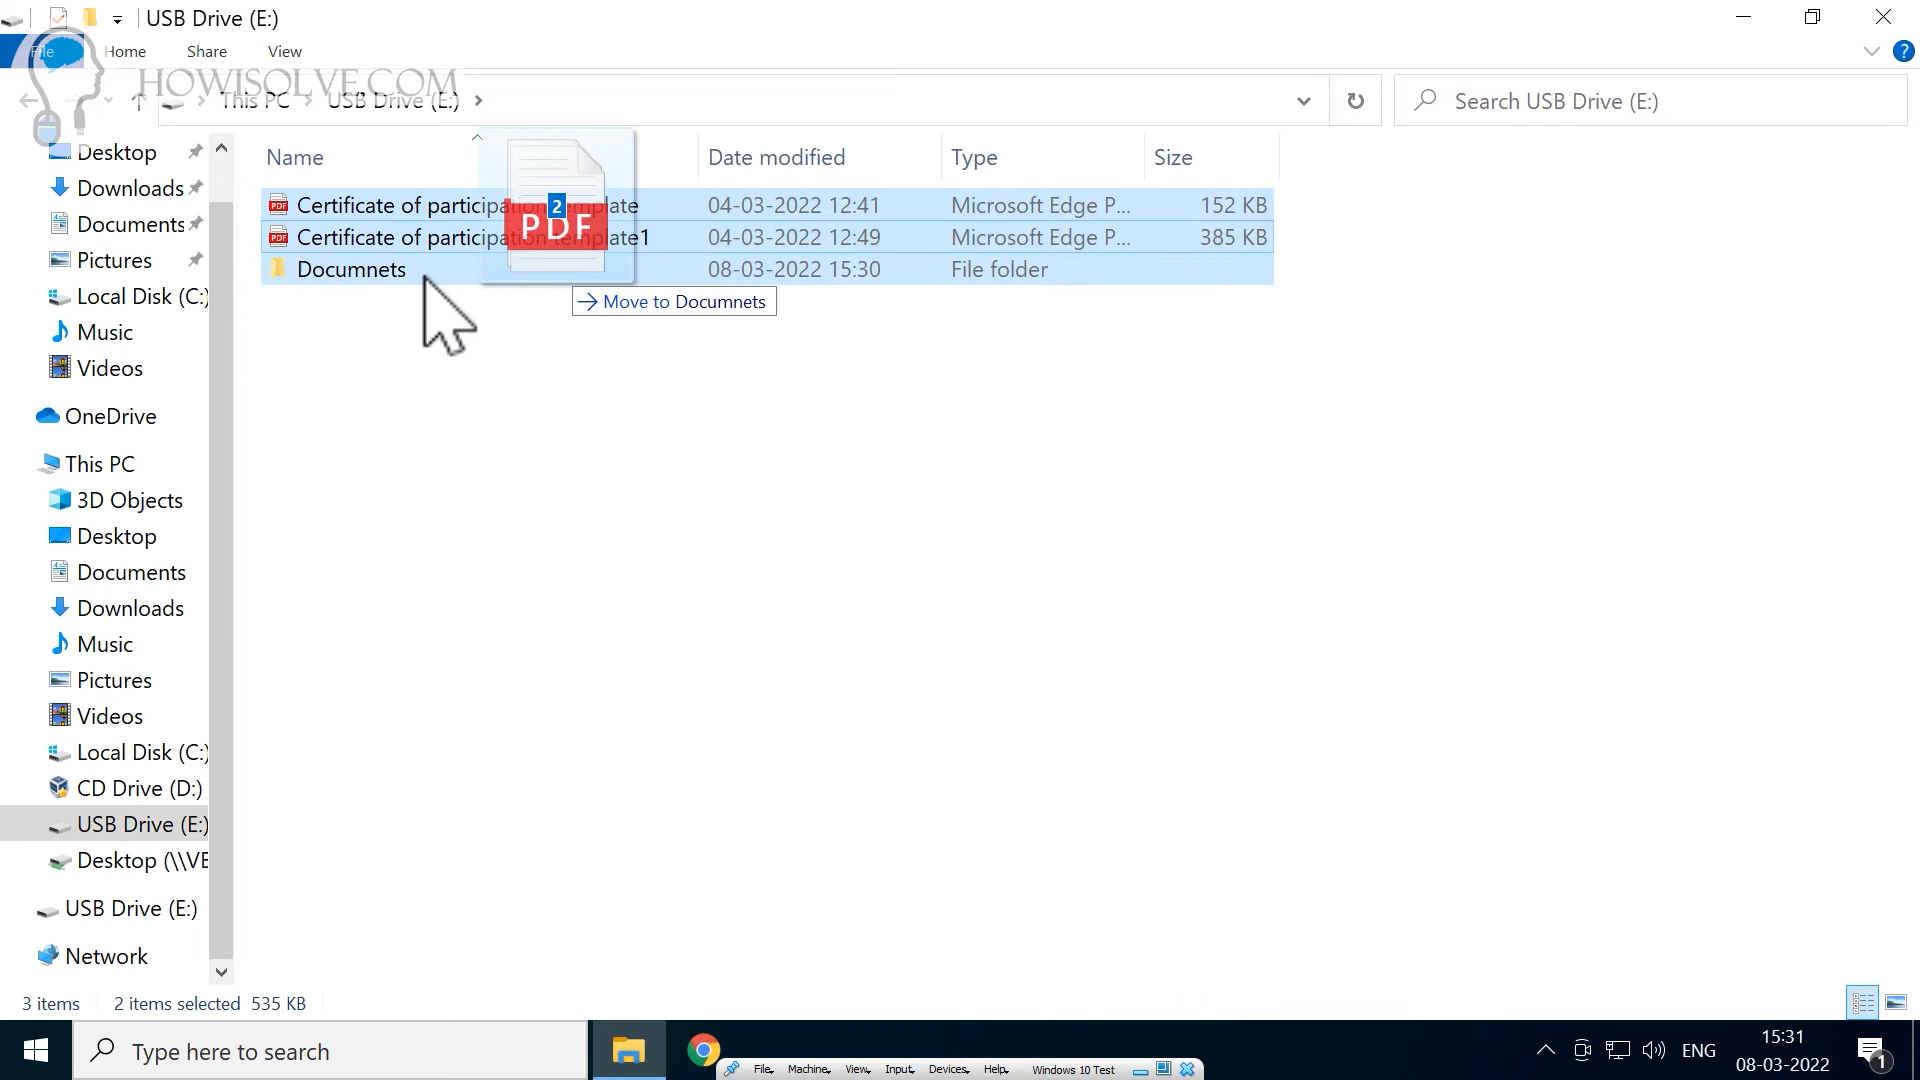 USB Drive (E:)
File Home Share View
HOWISOLVE.COM
This PC USB Drive (E:)
Search USB Drive (E:)
Name Date modified Type Size
Certificate of participation template 04-03-2022 12:41 Microsoft Edge P... 152 KB
Certificate of participation template1 04-03-2022 12:49 Microsoft Edge P... 385 KB
Documnets 08-03-2022 15:30 File folder
2
PDF
Move to Documnets
Desktop
Downloads
Documents
Pictures
Local Disk (C:)
Music
Videos
OneDrive
This PC
3D Objects
Desktop
Documents
Downloads
Music
Pictures
Videos
Local Disk (C:)
CD Drive (D:)
USB Drive (E:)
Desktop (\\VE
USB Drive (E:)
Network
3 items 2 items selected 535 KB
Type here to search
File Machine View Input Devices Help Windows 10 Test
ENG
15:31
08-03-2022
1